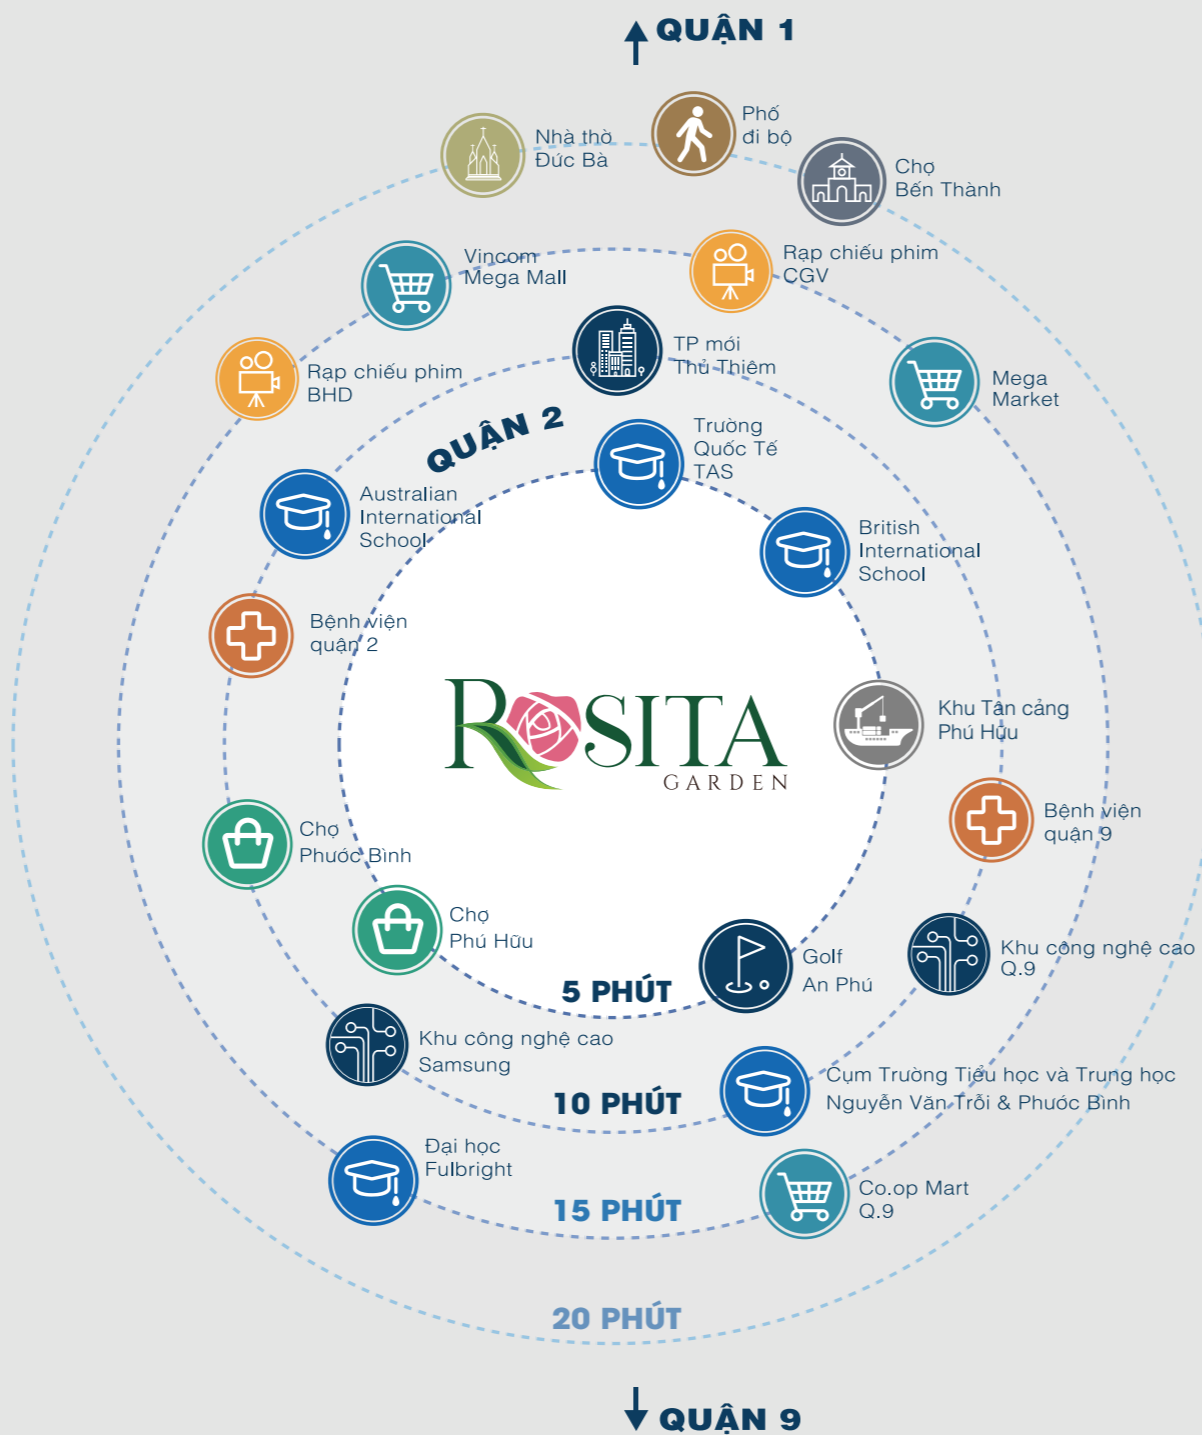 QUẬN 1
Phố
đi bộ
Nhà thờ
Đức Bà
Chợ
Bến Thành
Vincom
Mega Mall
Rạp chiếu phim
CGV
TP mới
Thủ Thiêm
Rạp chiếu phim
BHD
Mega
Market
QUẬN 2
Trường
Quốc Tế
TAS
Australian
International
School
British
International
School
Bệnh viện
quận 2
ROSITA
GARDEN
Khu Tân cảng
Phú Hữu
Bệnh viện
quận 9
Chợ
Phước Bình
Chợ
Phú Hữu
Golf
An Phú
Khu công nghệ cao
Q.9
5 PHÚT
Khu công nghệ cao
Samsung
10 PHÚT
Cụm Trường Tiểu học và Trung học
Nguyễn Văn Trỗi & Phước Bình
Đại học
Fulbright
Co.op Mart
Q.9
15 PHÚT
20 PHÚT
QUẬN 9